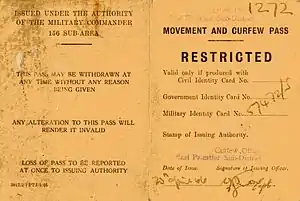 ISSUED UNDER THE AUTHORITY
OF THE MILITARY COMMANDER
156 SUB-AREA.
THIS PASS MAY BE WITHDRAWN AT
ANY TIME WITHOUT ANY REASON
BEING GIVEN
ANY ALTERATION TO THIS PASS WILL
RENDER IT INVALID
LOSS OF PASS TO BE REPORTED
AT ONCE TO ISSUING AUTHORITY
1272
MOVEMENT AND CURFEW PASS
RESTRICTED
Valid only if produced with
Civil Identity Card No.
Government Identity Card No.
Military Identity Card No.
Stamp of Issuing Authority.
Curfew Office
Date of Issue.
Signature of Issuing Officer.